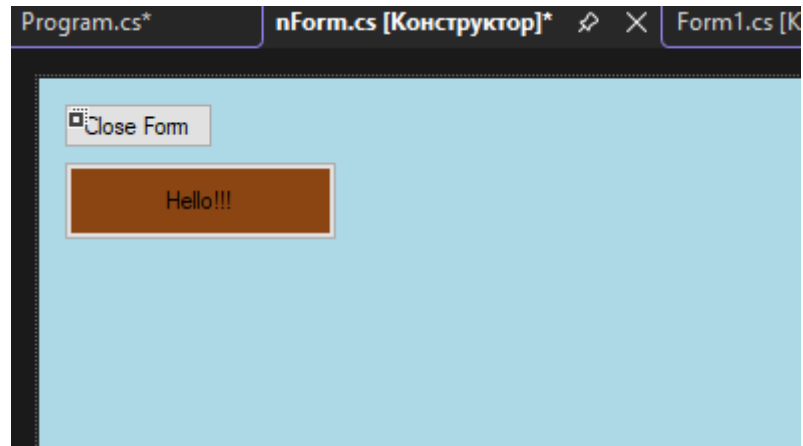 Program.cs*
nForm.cs [Конструктор]*
Form1.cs [К
Close Form
Hello!!!